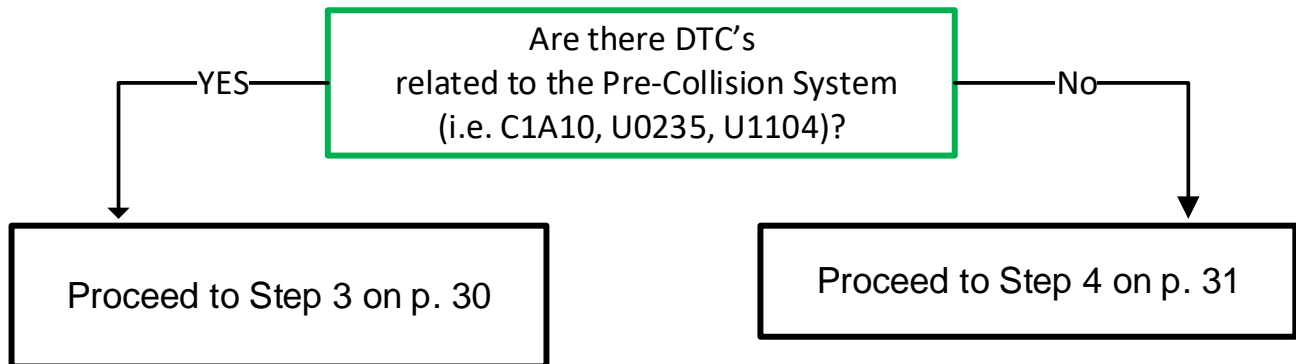 Are there DTC’s
related to the Pre-Collision System
(i.e. C1A10, U0235, U1104)?
YES
No
Proceed to Step 3 on p. 30
Proceed to Step 4 on p. 31